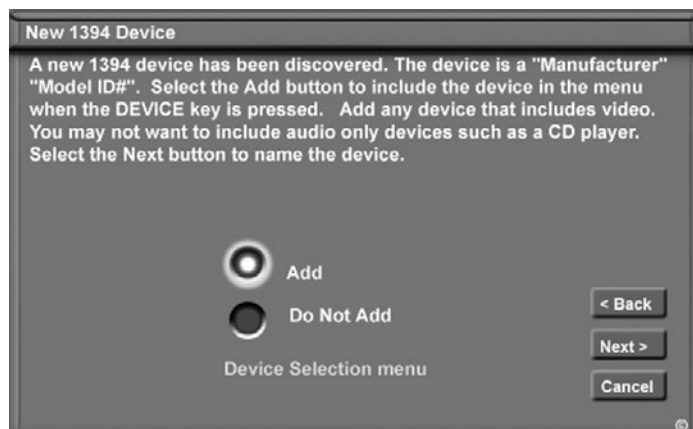 New 1394 Device
A new 1394 device has been discovered. The device is a "Manufacturer"
"Model ID#".  Select the Add button to include the device in the menu
when the DEVICE key is pressed.   Add any device that includes video.
You may not want to include audio only devices such as a CD player.
Select the Next button to name the device.
Add
Do Not Add
Device Selection menu
< Back
Next >
Cancel
©